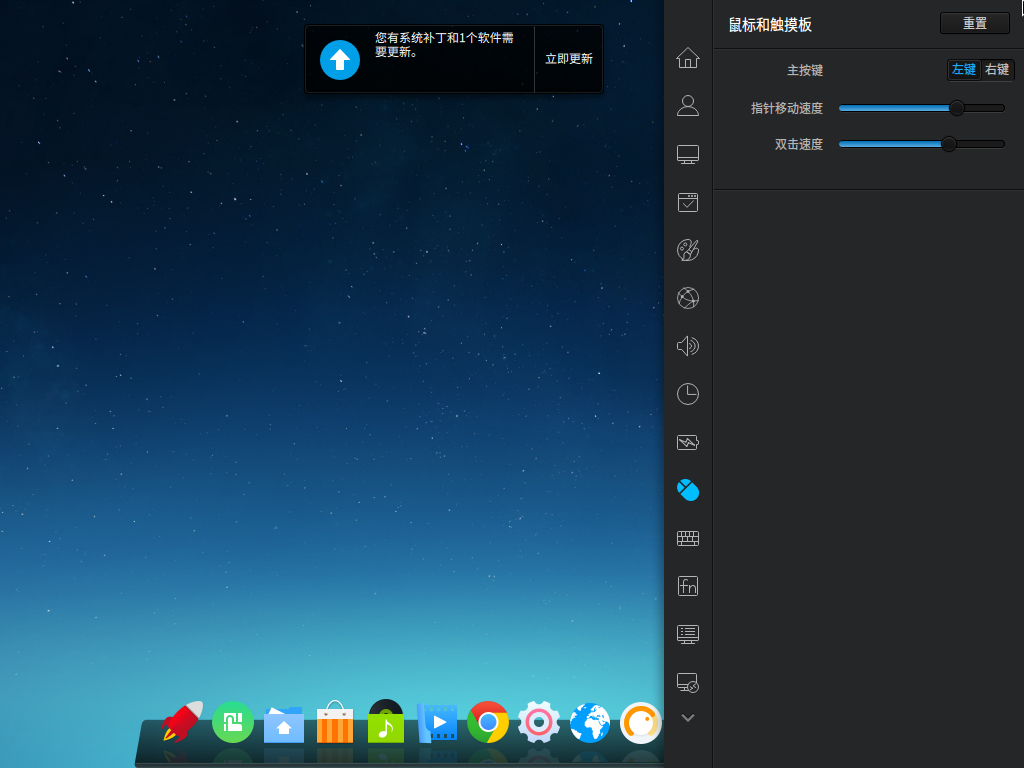 您有系统补丁和1个软件需
要更新。
立即更新
鼠标和触摸板
重置
主按键
左键 右键
指针移动速度
双击速度
fn